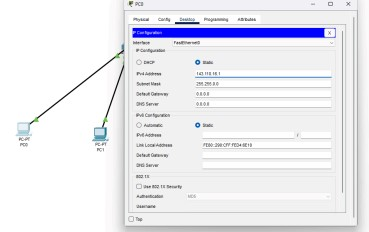 PC0
Physical Config Desktop Programming Attributes
IP Configuration X
Interface FastEthernet0
IP Configuration
DHCP Static
IPv4 Address 143.110.16.1
Subnet Mask 255.255.0.0
Default Gateway 0.0.0.0
DNS Server 0.0.0.0
IPv6 Configuration
Automatic Static
IPv6 Address /
Link Local Address FE80::290:CFF:FE34:6E10
Default Gateway
DNS Server
802.1X
Use 802.1X Security
Authentication MD5
Username
Top
PC-PT
PC0
PC-PT
PC1